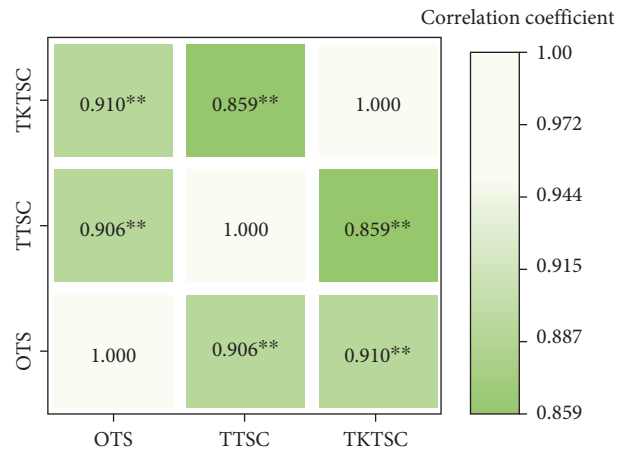 Correlation coefficient
TKTSC
0.910**
0.859**
1.000
TTSC
0.906**
1.000
0.859**
OTS
1.000
0.906**
0.910**
OTS
TTSC
TKTSC
1.00
0.972
0.944
0.915
0.887
0.859